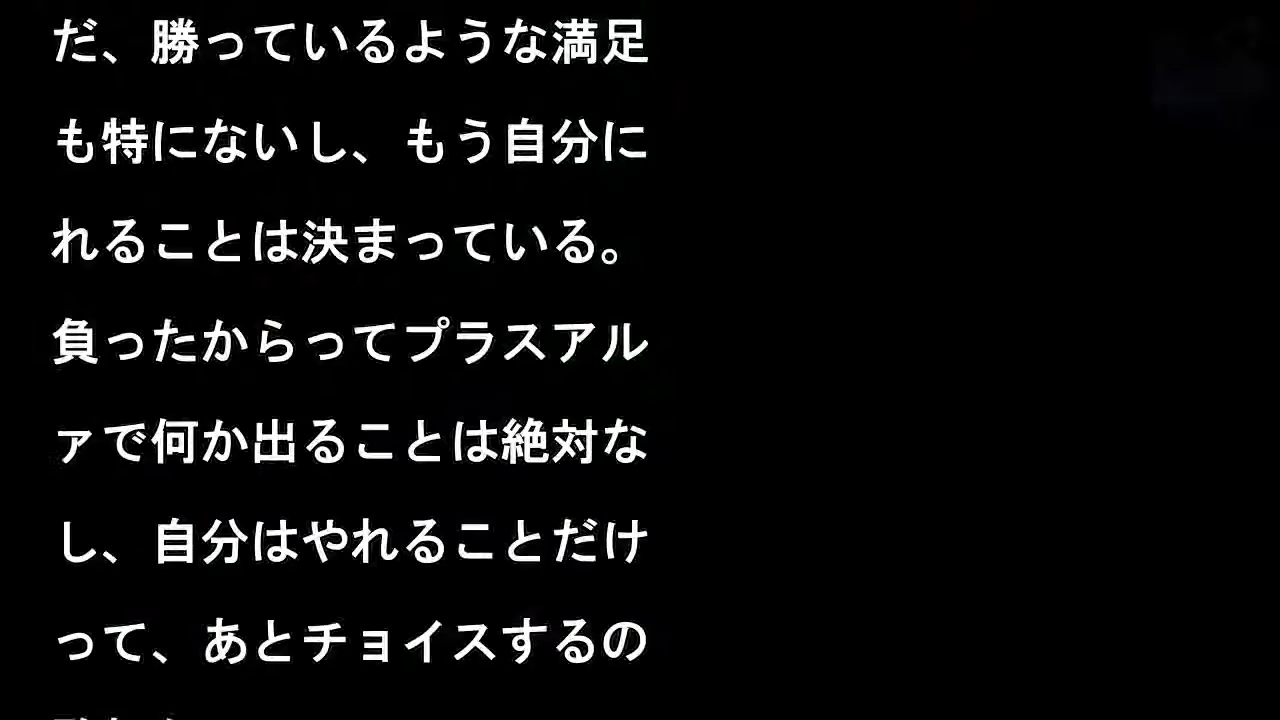 だ、勝っているような満足
も特にないし、もう自分に
れることは決まっている。
負ったからってプラスアル
ァで何か出ることは絶対な
し、自分はやれることだけ
って、あとチョイスするの